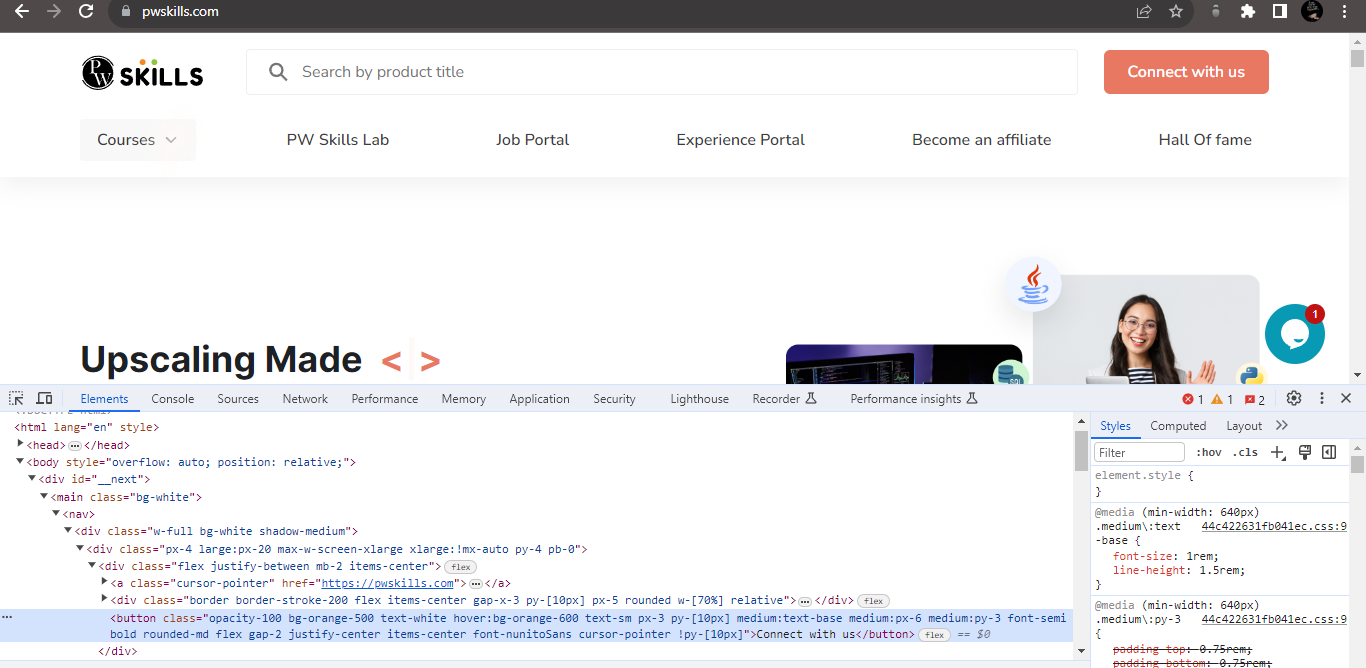 pwskills.com
PW SKILLS
Search by product title
Connect with us
Courses
PW Skills Lab
Job Portal
Experience Portal
Become an affiliate
Hall Of fame
1
SQL
Upscaling Made < >
Elements Console Sources Network Performance Memory Application Security Lighthouse Recorder Performance insights 1 1 2
<!DOCTYPE html>
<html lang="en" style>
<head> … </head>
<body style="overflow: auto; position: relative;">
<div id="__next">
<main class="bg-white">
<nav>
<div class="w-full bg-white shadow-medium">
<div class="px-4 large:px-20 max-w-screen-xlarge xlarge:!mx-auto py-4 pb-0">
<div class="flex justify-between mb-2 items-center"> flex
<a class="cursor-pointer" href="https://pwskills.com"> … </a>
<div class="border border-stroke-200 flex items-center gap-x-3 py-[10px] px-5 rounded w-[70%] relative"> … </div> flex
… <button class="opacity-100 bg-orange-500 text-white hover:bg-orange-600 text-sm px-3 py-[10px] medium:text-base medium:px-6 medium:py-3 font-semi
bold rounded-md flex gap-2 justify-center items-center font-nunitoSans cursor-pointer !py-[10px]">Connect with us</button> flex == $0
</div>
Styles Computed Layout
Filter :hov .cls
element.style {
}
@media (min-width: 640px)
.medium\:text 44c422631fb041ec.css:9
-base {
font-size: 1rem;
line-height: 1.5rem;
}
@media (min-width: 640px)
.medium\:py-3 44c422631fb041ec.css:9
{
padding-top: 0.75rem;
padding-bottom: 0.75rem;